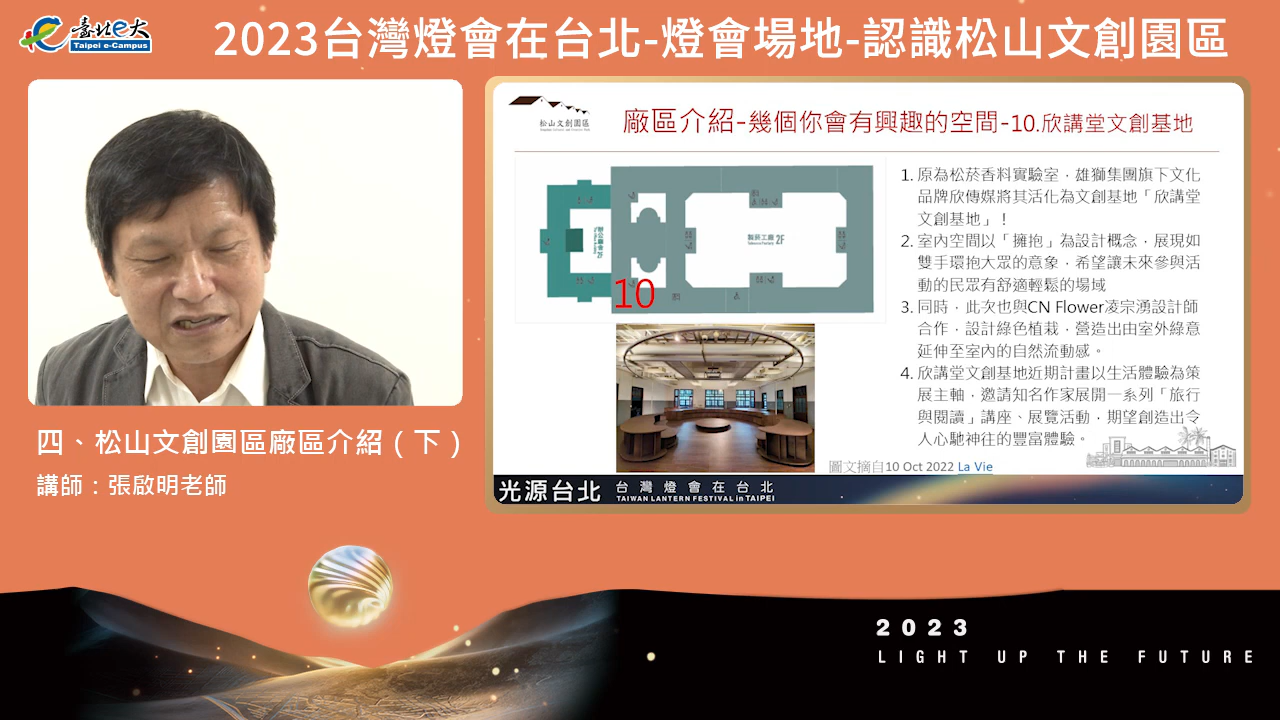 臺北e大
Taipei e-Campus
2023台灣燈會在台北-燈會場地-認識松山文創園區
四、松山文創園區廠區介紹（下）
講師：張啟明老師
松山文創園區
廠區介紹-幾個你會有興趣的空間-10.欣講堂文創基地
製菸工廠 2F
辦公廳舍 2F
10
1. 原為松菸香料實驗室，雄獅集團旗下文化
品牌欣傳媒將其活化為文創基地「欣講堂
文創基地」！
2. 室內空間以「擁抱」為設計概念，展現如
雙手環抱大眾的意象，希望讓未來參與活
動的民眾有舒適輕鬆的場域
3. 同時，此次也與CN Flower凌宗湧設計師
合作，設計綠色植栽，營造出由室外綠意
延伸至室內的自然流動感。
4. 欣講堂文創基地近期計畫以生活體驗為策
展主軸，邀請知名作家展開一系列「旅行
與閱讀」講座、展覽活動，期望創造出令
人心馳神往的豐富體驗。
圖文摘自10 Oct 2022 La Vie
光源台北
台灣燈會在台北
TAIWAN LANTERN FESTIVAL in TAIPEI
2023
LIGHT UP THE FUTURE